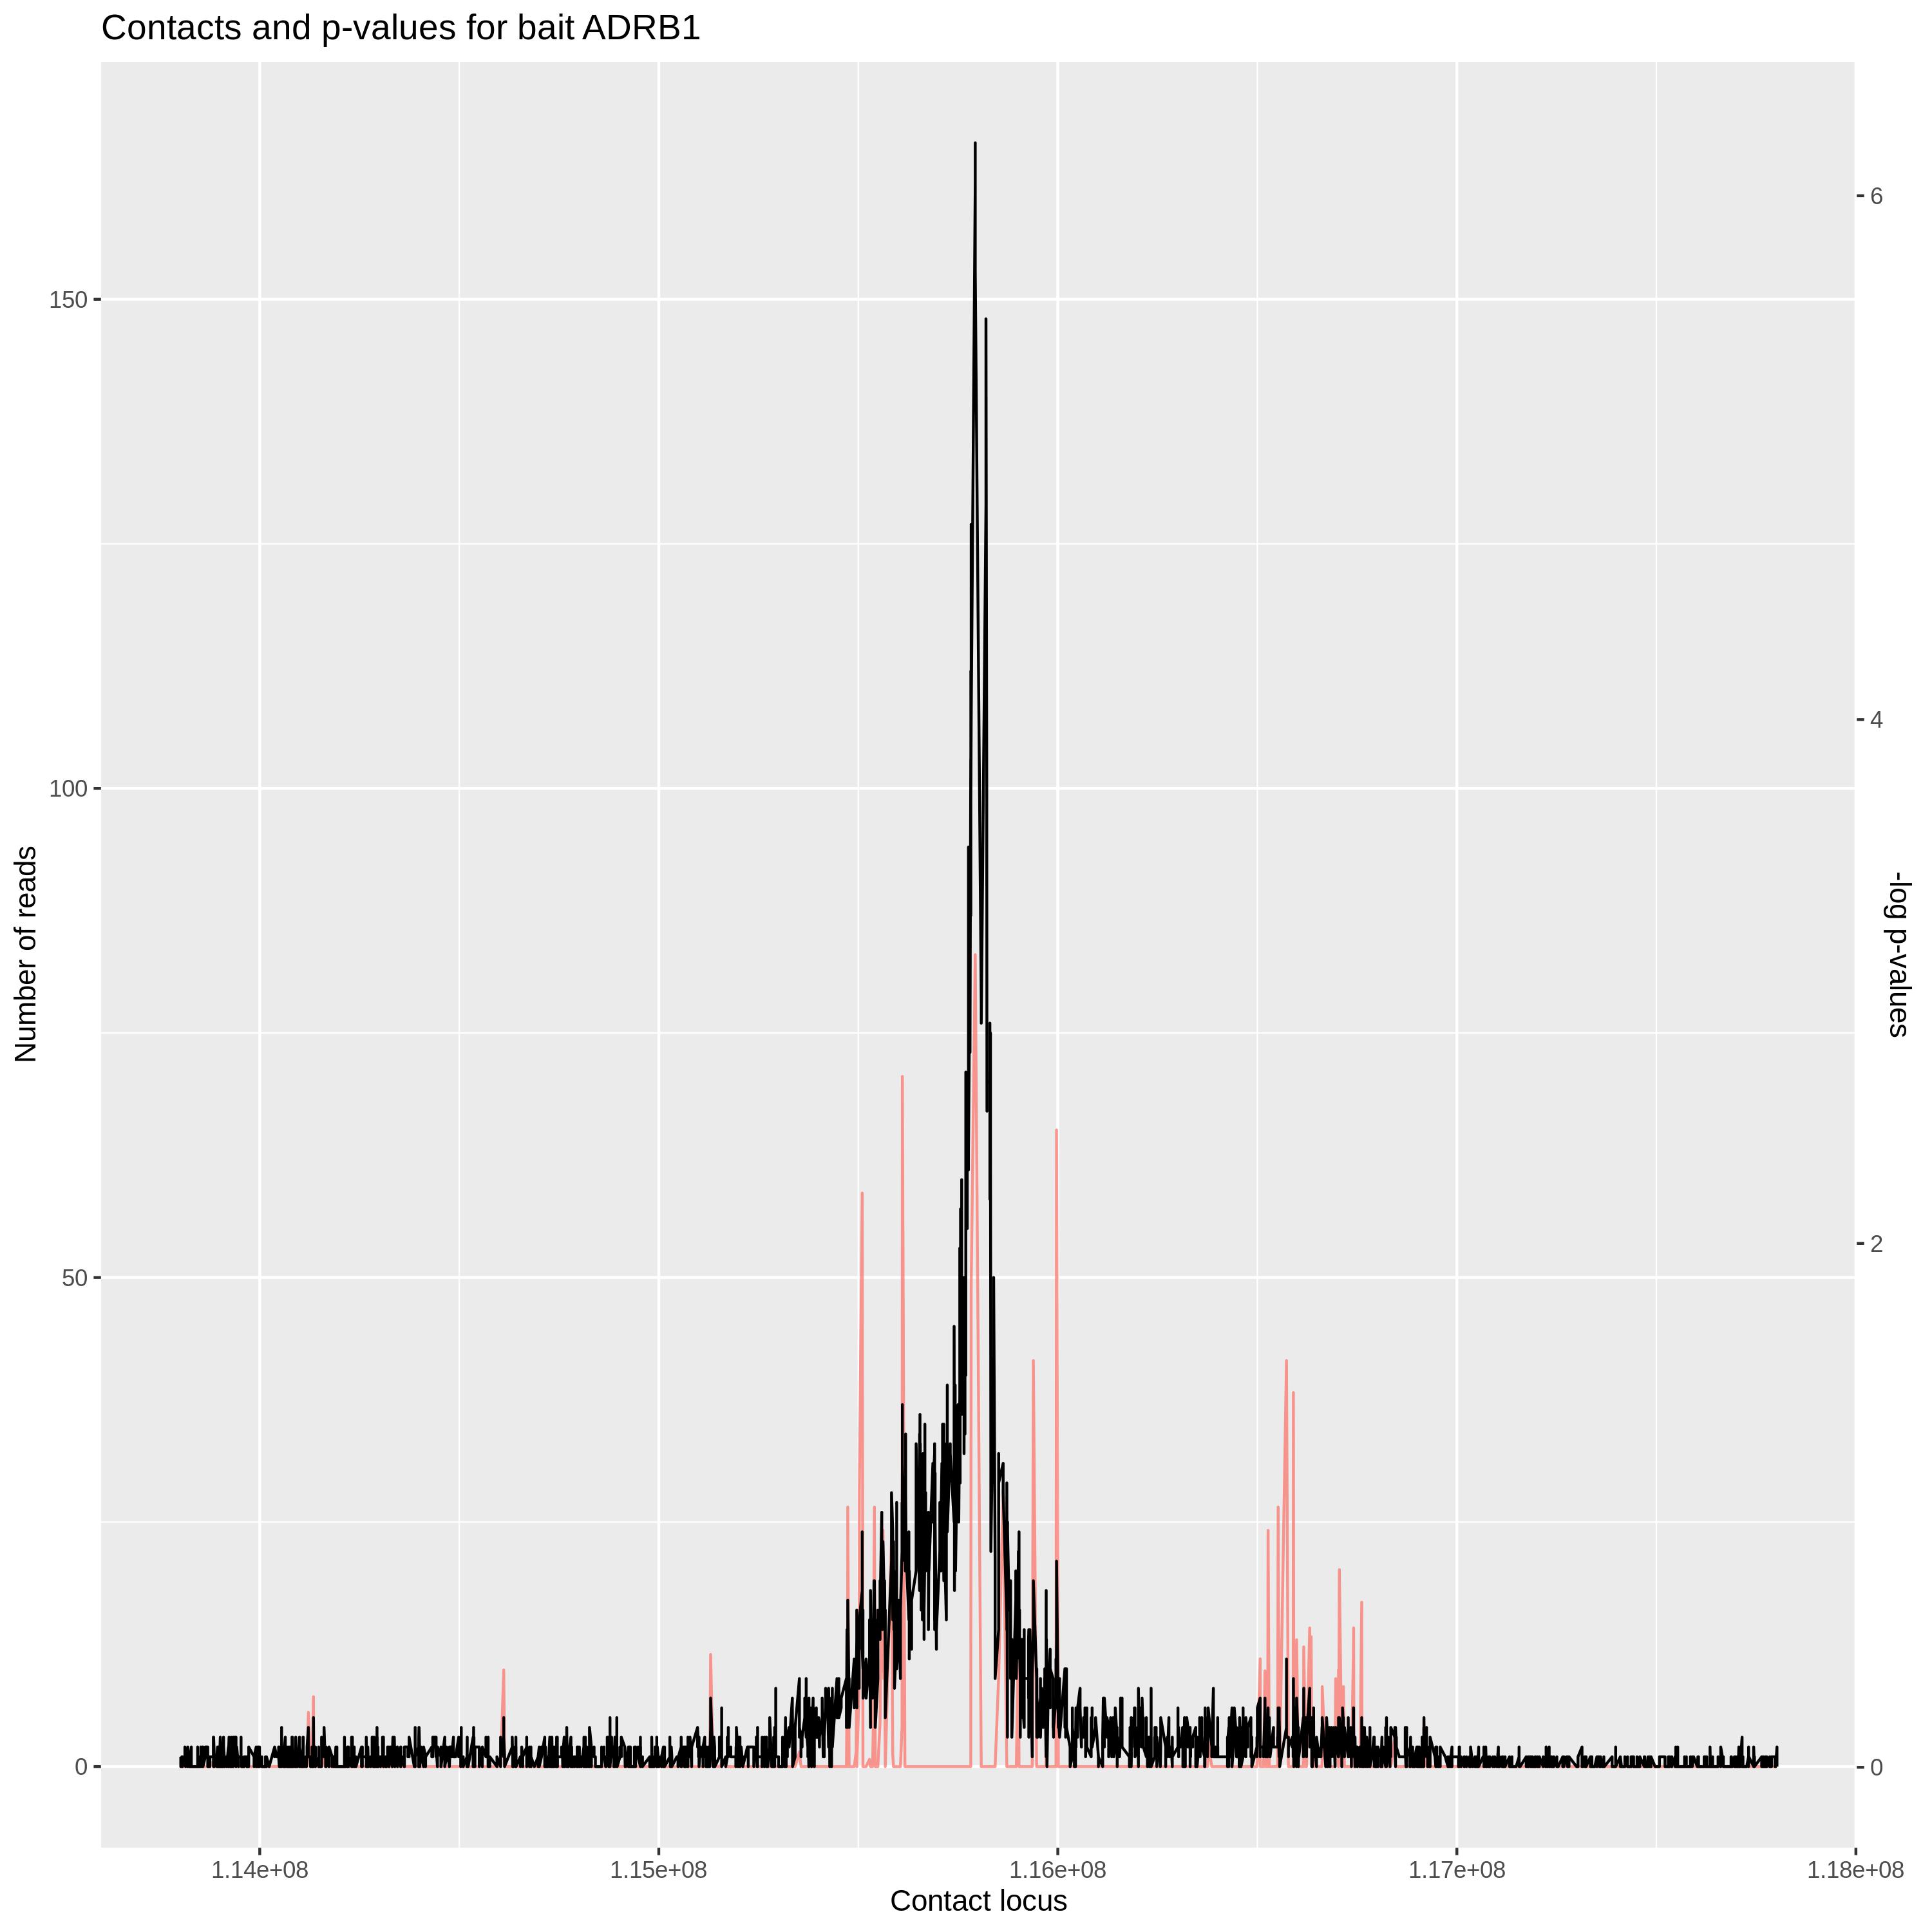 Contacts and p-values for bait ADRB1
150
100
50
0
Number of reads
6
4
2
0
-log p-values
1.14e+08 1.15e+08 1.16e+08 1.17e+08 1.18e+08
Contact locus